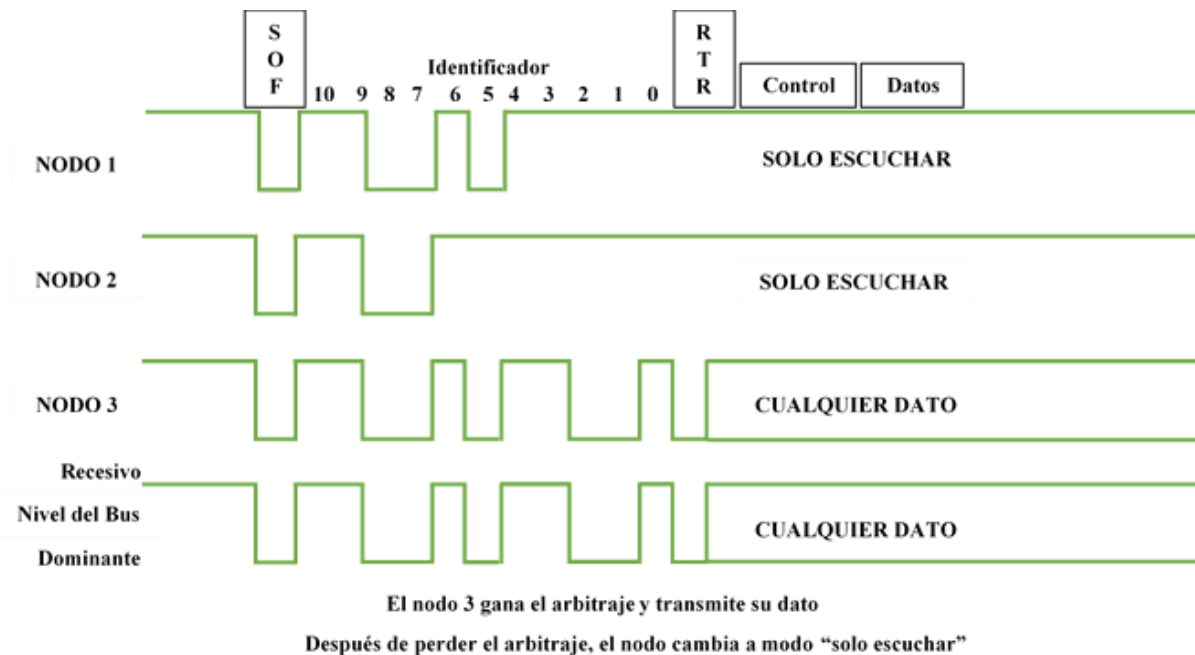 S
O
F
R
T
R
Identificador
10 9 8 7 6 5 4 3 2 1 0
Control
Datos
NODO 1
SOLO ESCUCHAR
NODO 2
SOLO ESCUCHAR
NODO 3
CUALQUIER DATO
Recesivo
Nivel del Bus
CUALQUIER DATO
Dominante
El nodo 3 gana el arbitraje y transmite su dato
Después de perder el arbitraje, el nodo cambia a modo “solo escuchar”